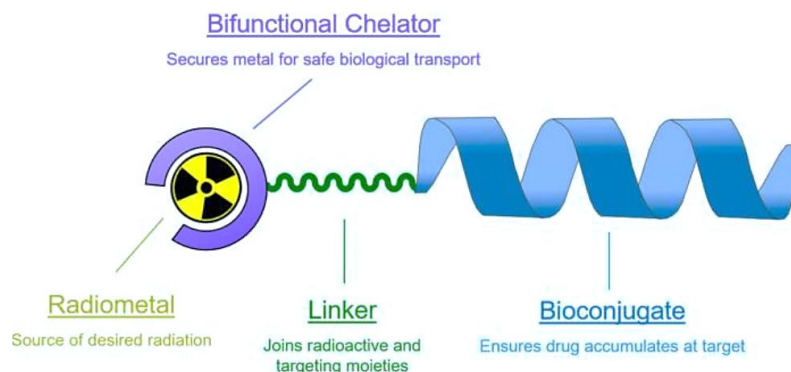 Bifunctional Chelator
Secures metal for safe biological transport
Radiometal
Source of desired radiation
Linker
Joins radioactive and
targeting moieties
Bioconjugate
Ensures drug accumulates at target